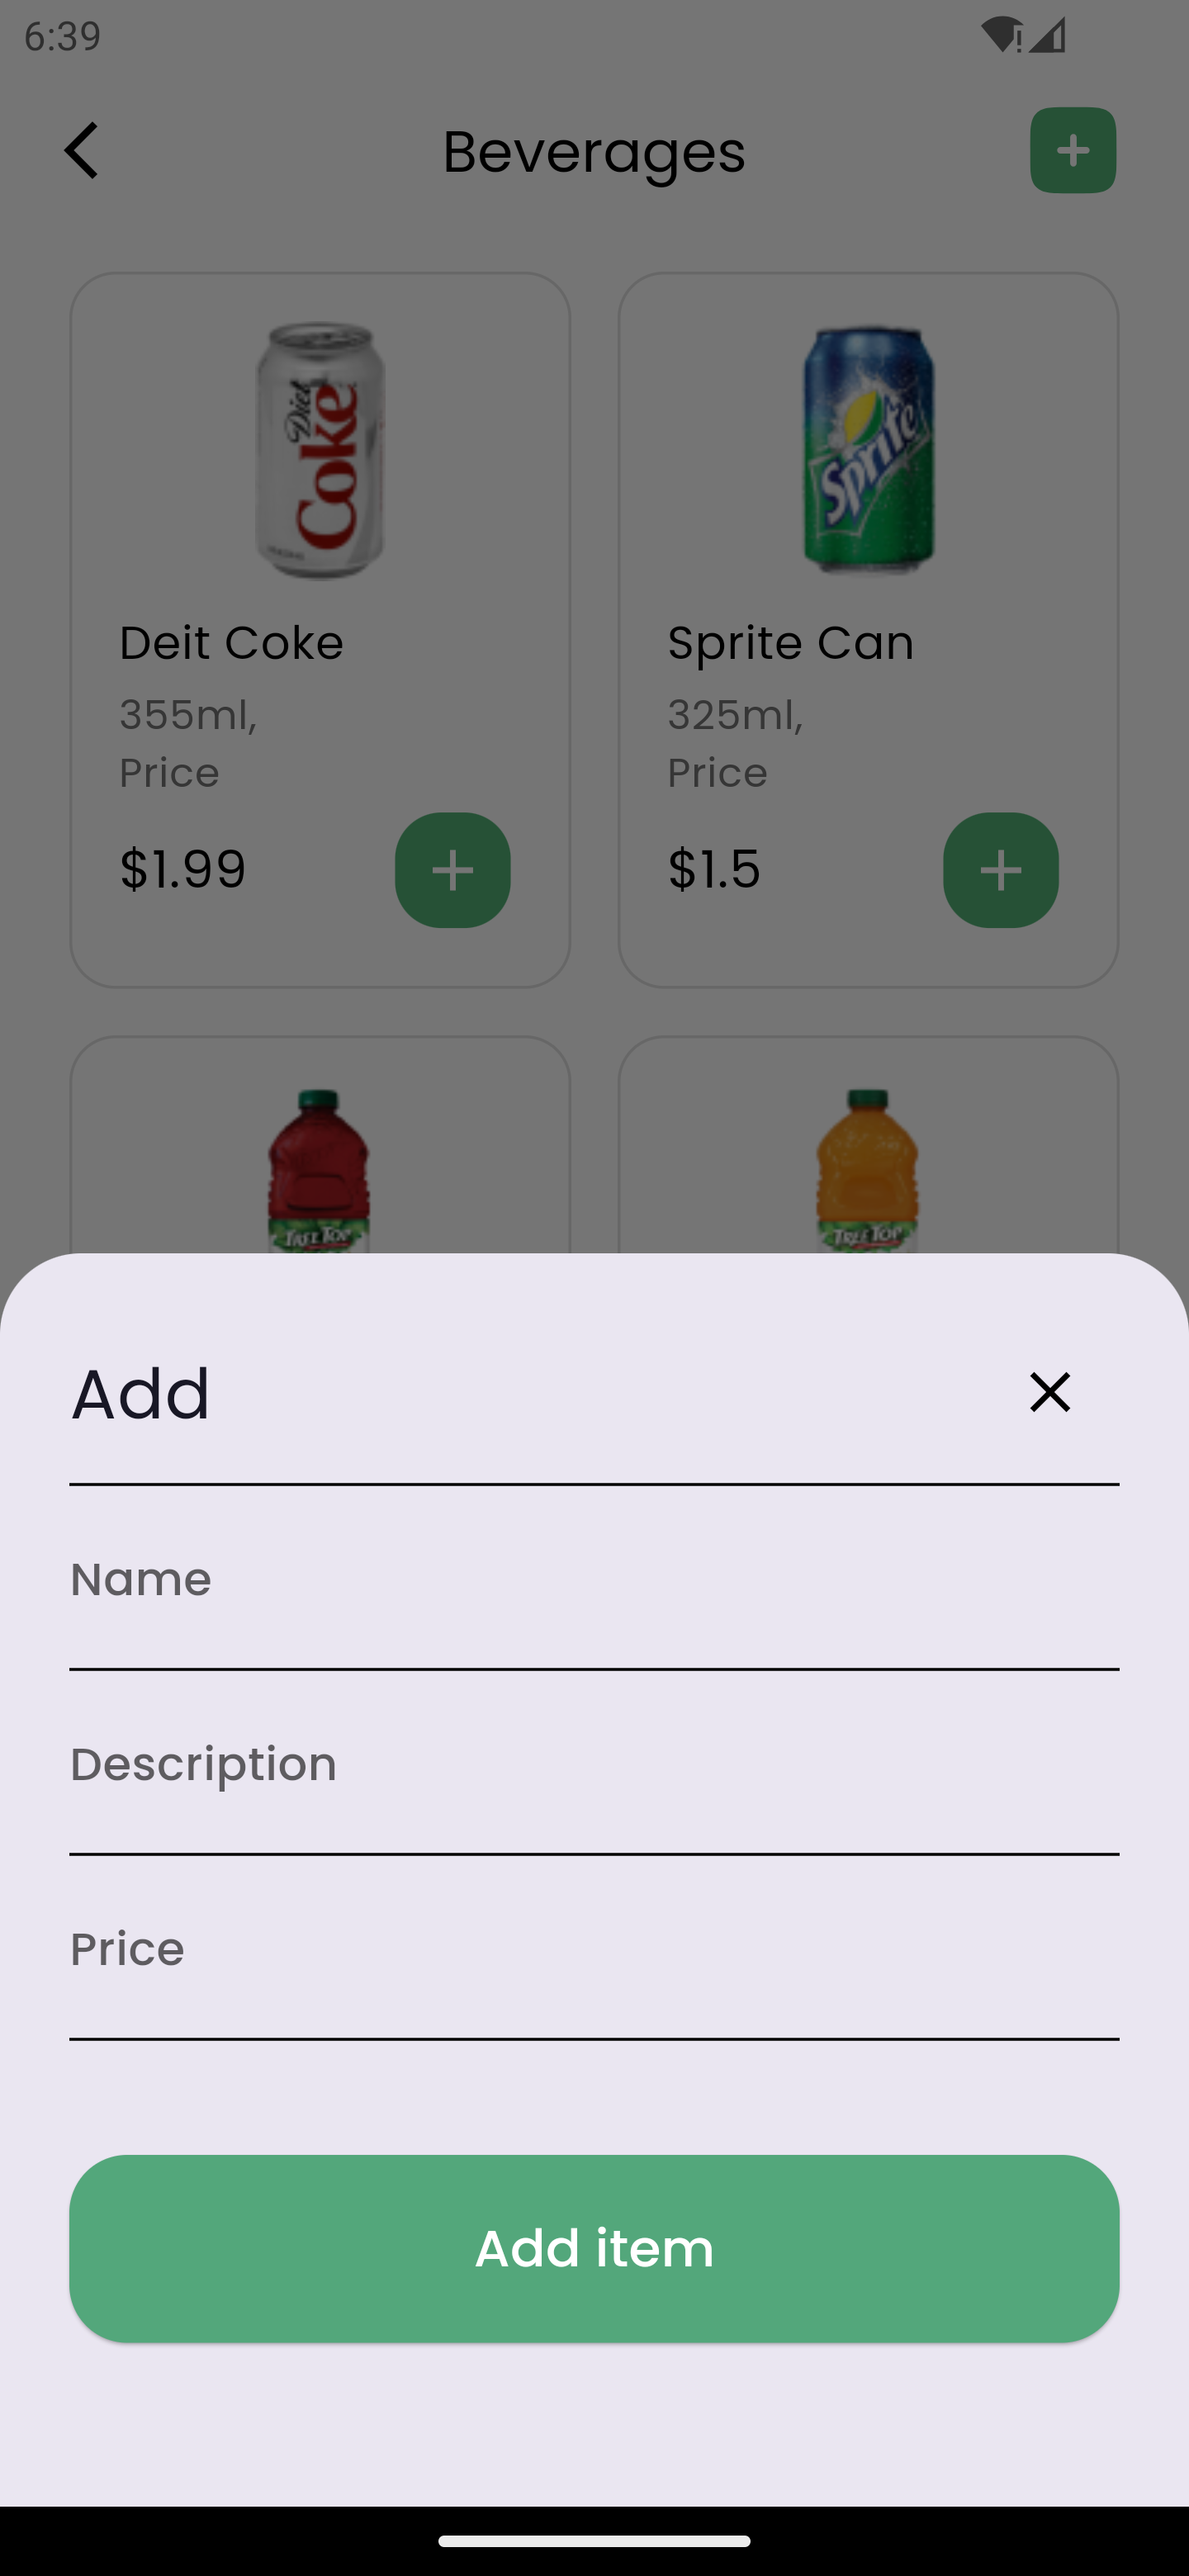 6:39
Beverages
Diet
Coke
Sprite
Deit Coke
Sprite Can
355ml,
Price
325ml,
Price
$1.99
$1.5
TREE TOP
TREE TOP
Add
Name
Description
Price
Add item